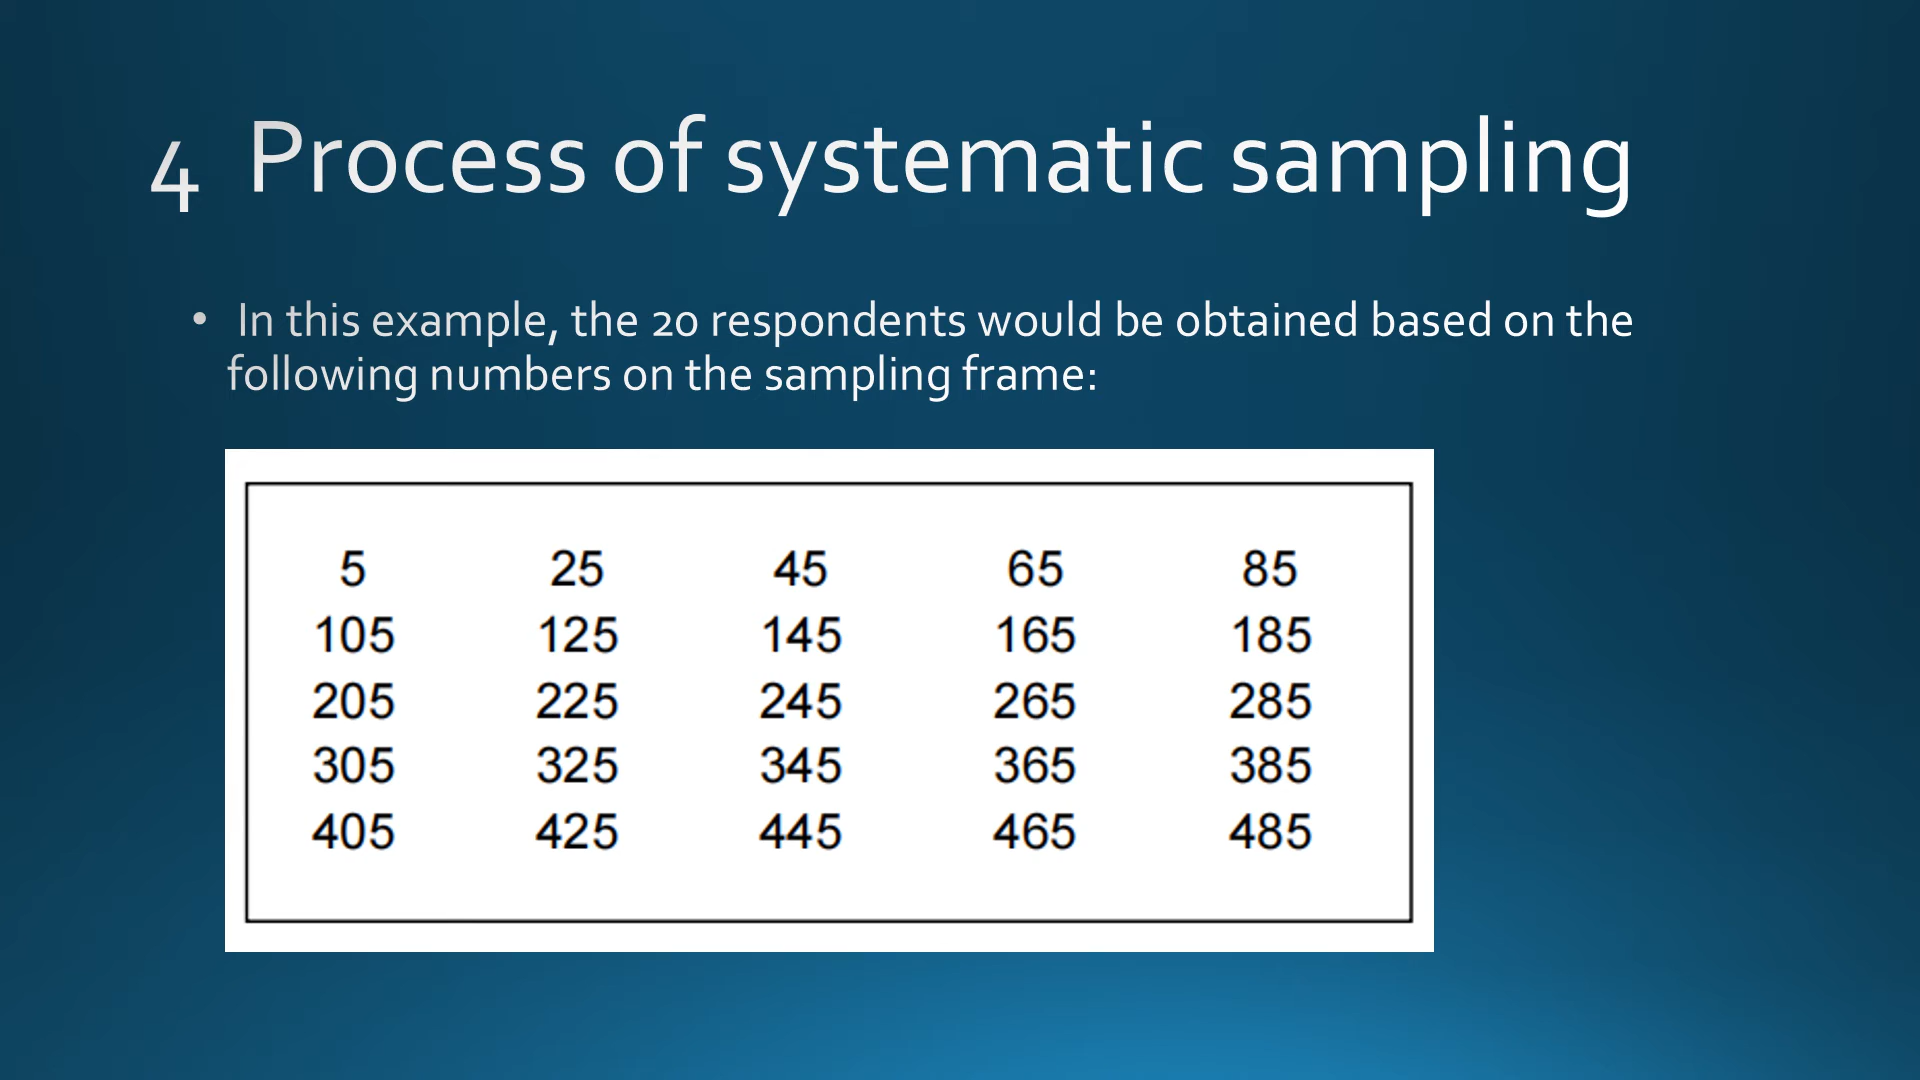 4 Process of systematic sampling
• In this example, the 20 respondents would be obtained based on the
following numbers on the sampling frame:
5 25 45 65 85
105 125 145 165 185
205 225 245 265 285
305 325 345 365 385
405 425 445 465 485